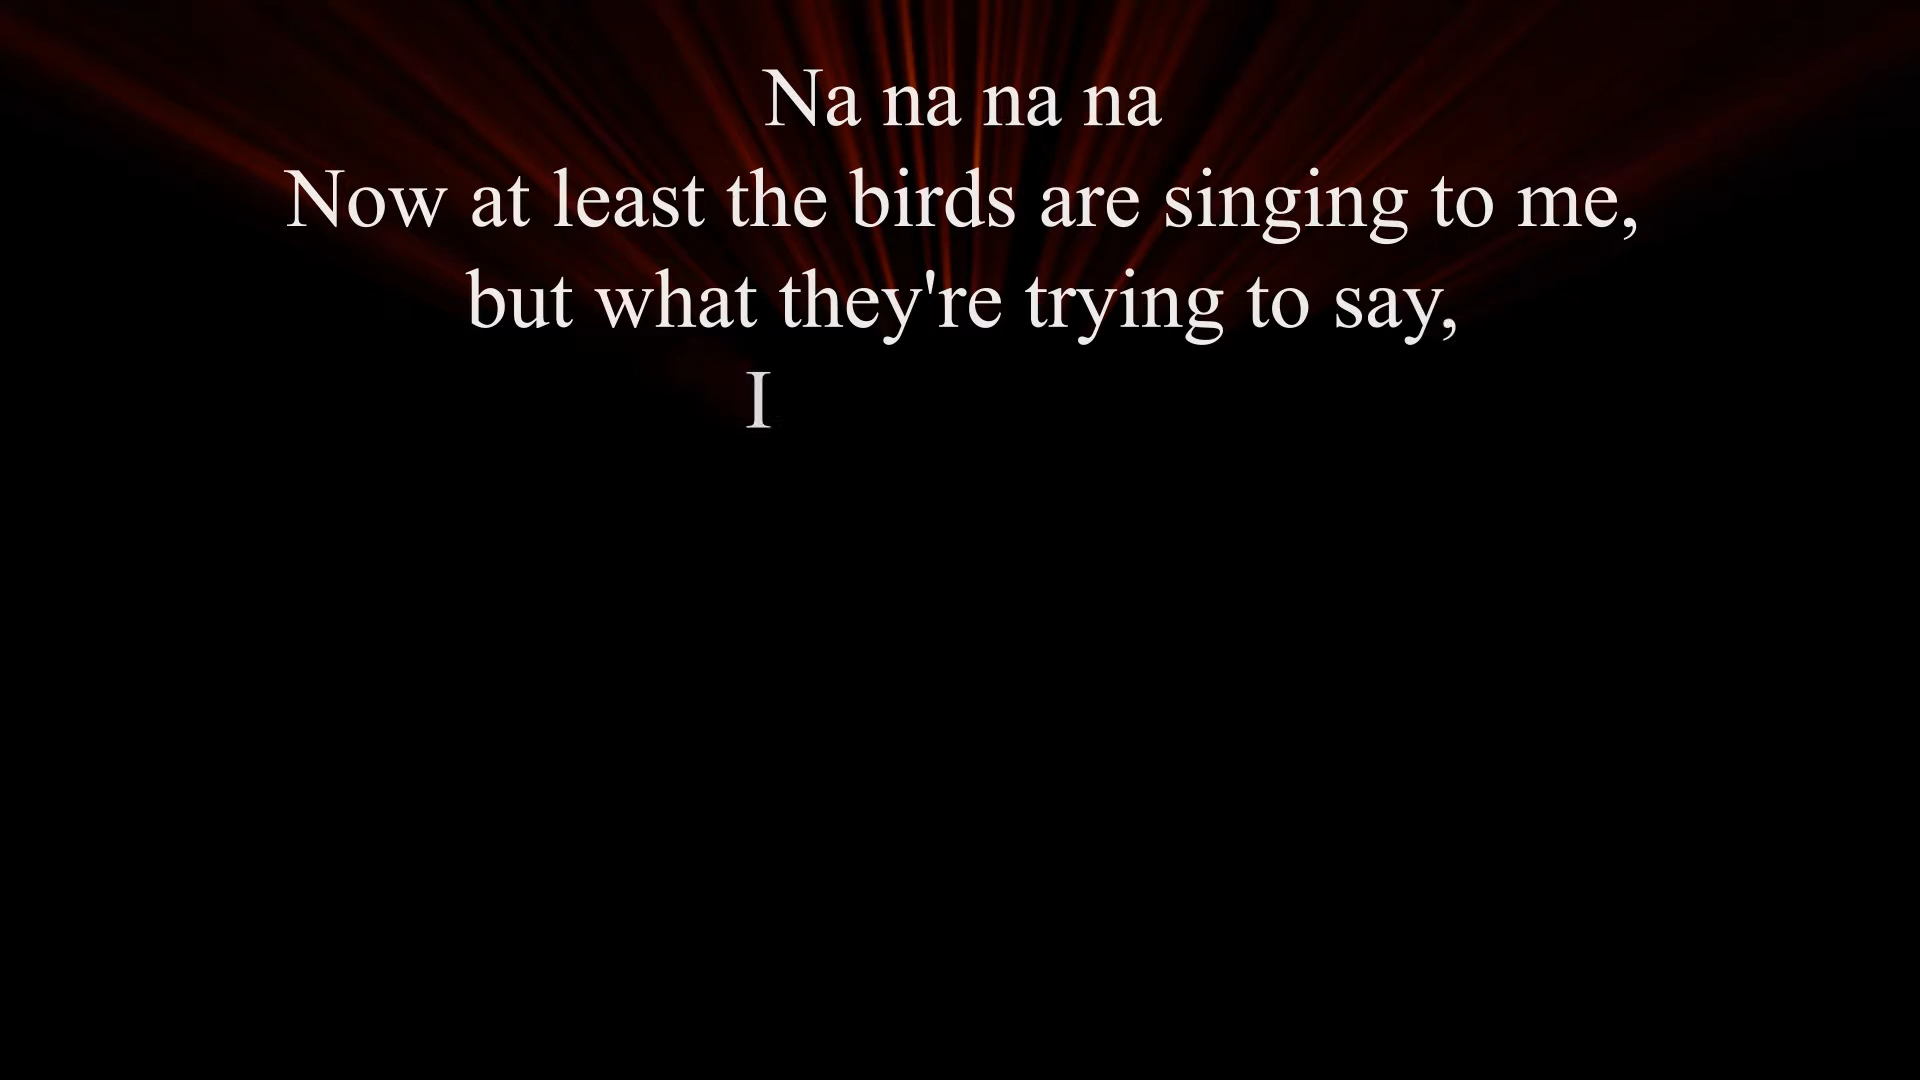 Na na na na
Now at least the birds are singing to me,
but what they're trying to say,
I